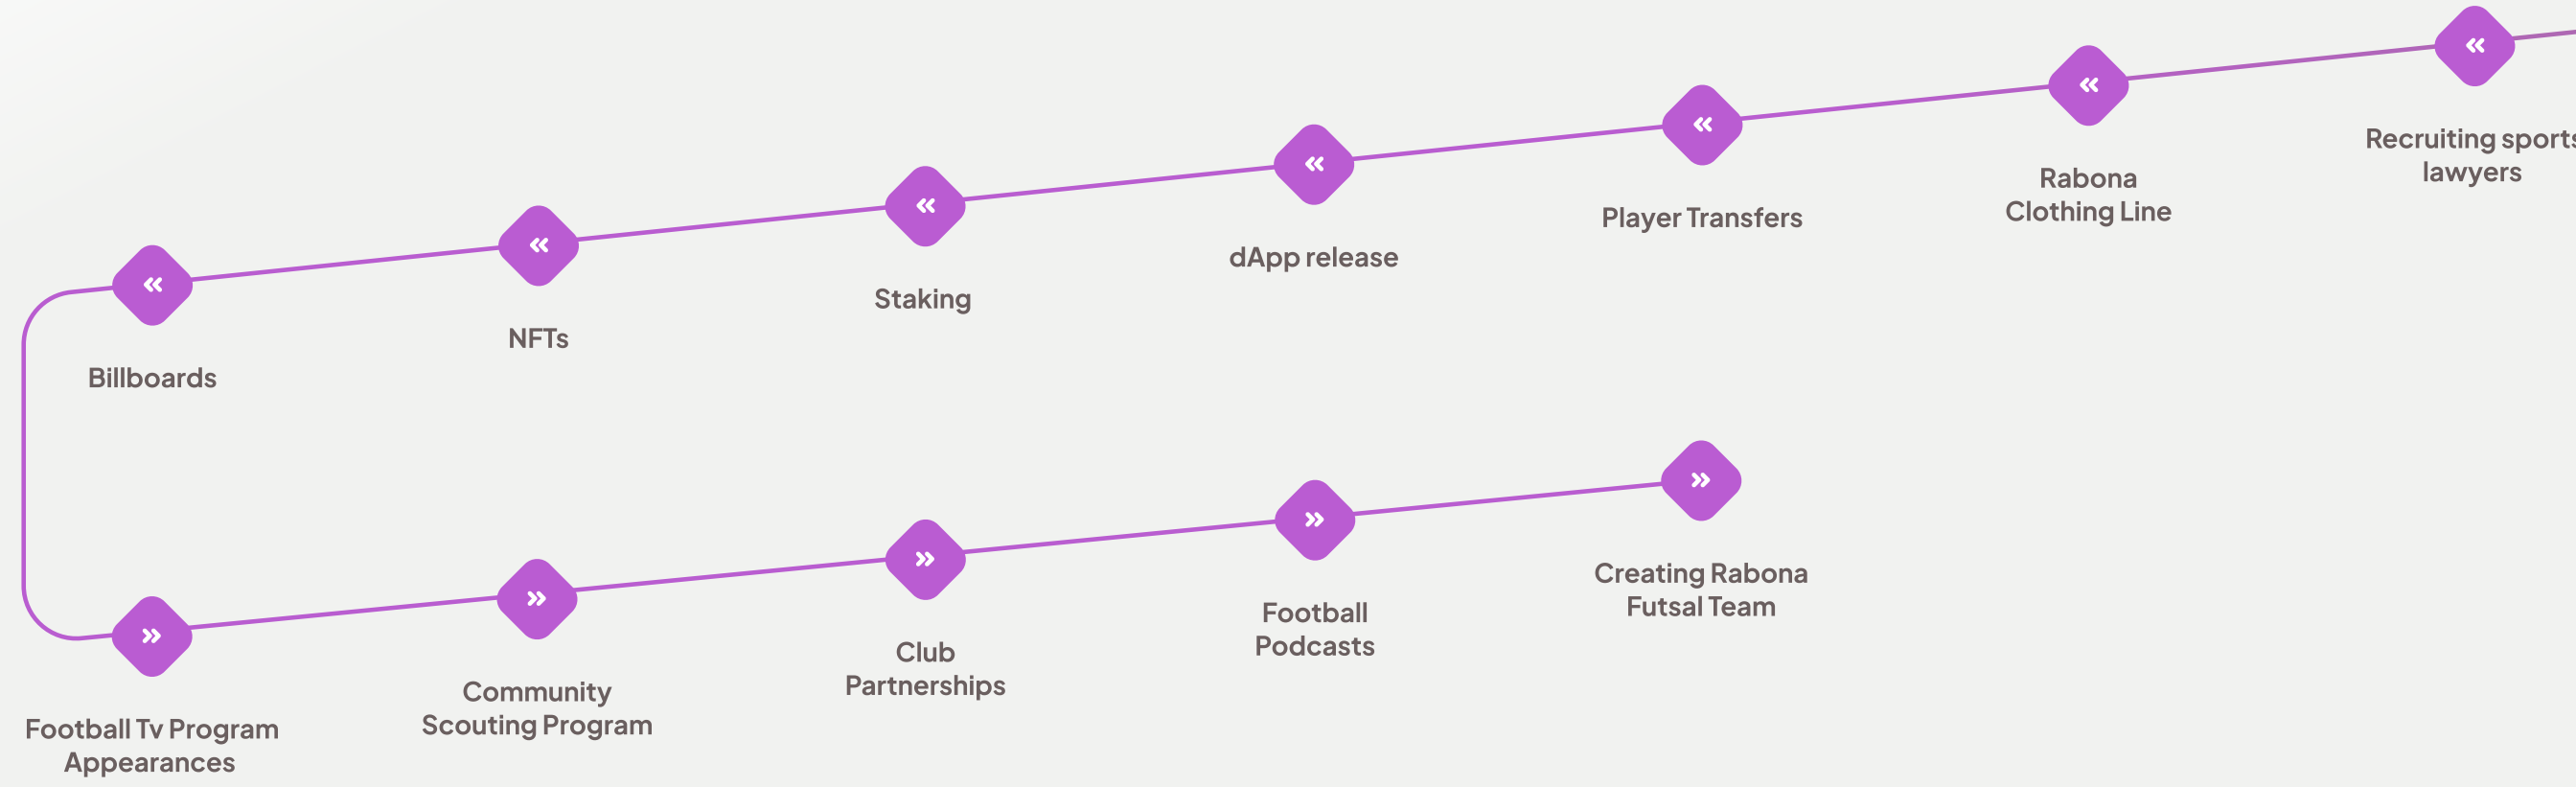 Recruiting sports
lawyers
Rabona
Clothing Line
Player Transfers
dApp release
Staking
NFTs
Billboards
Football Tv Program
Appearances
Community
Scouting Program
Club
Partnerships
Football
Podcasts
Creating Rabona
Futsal Team